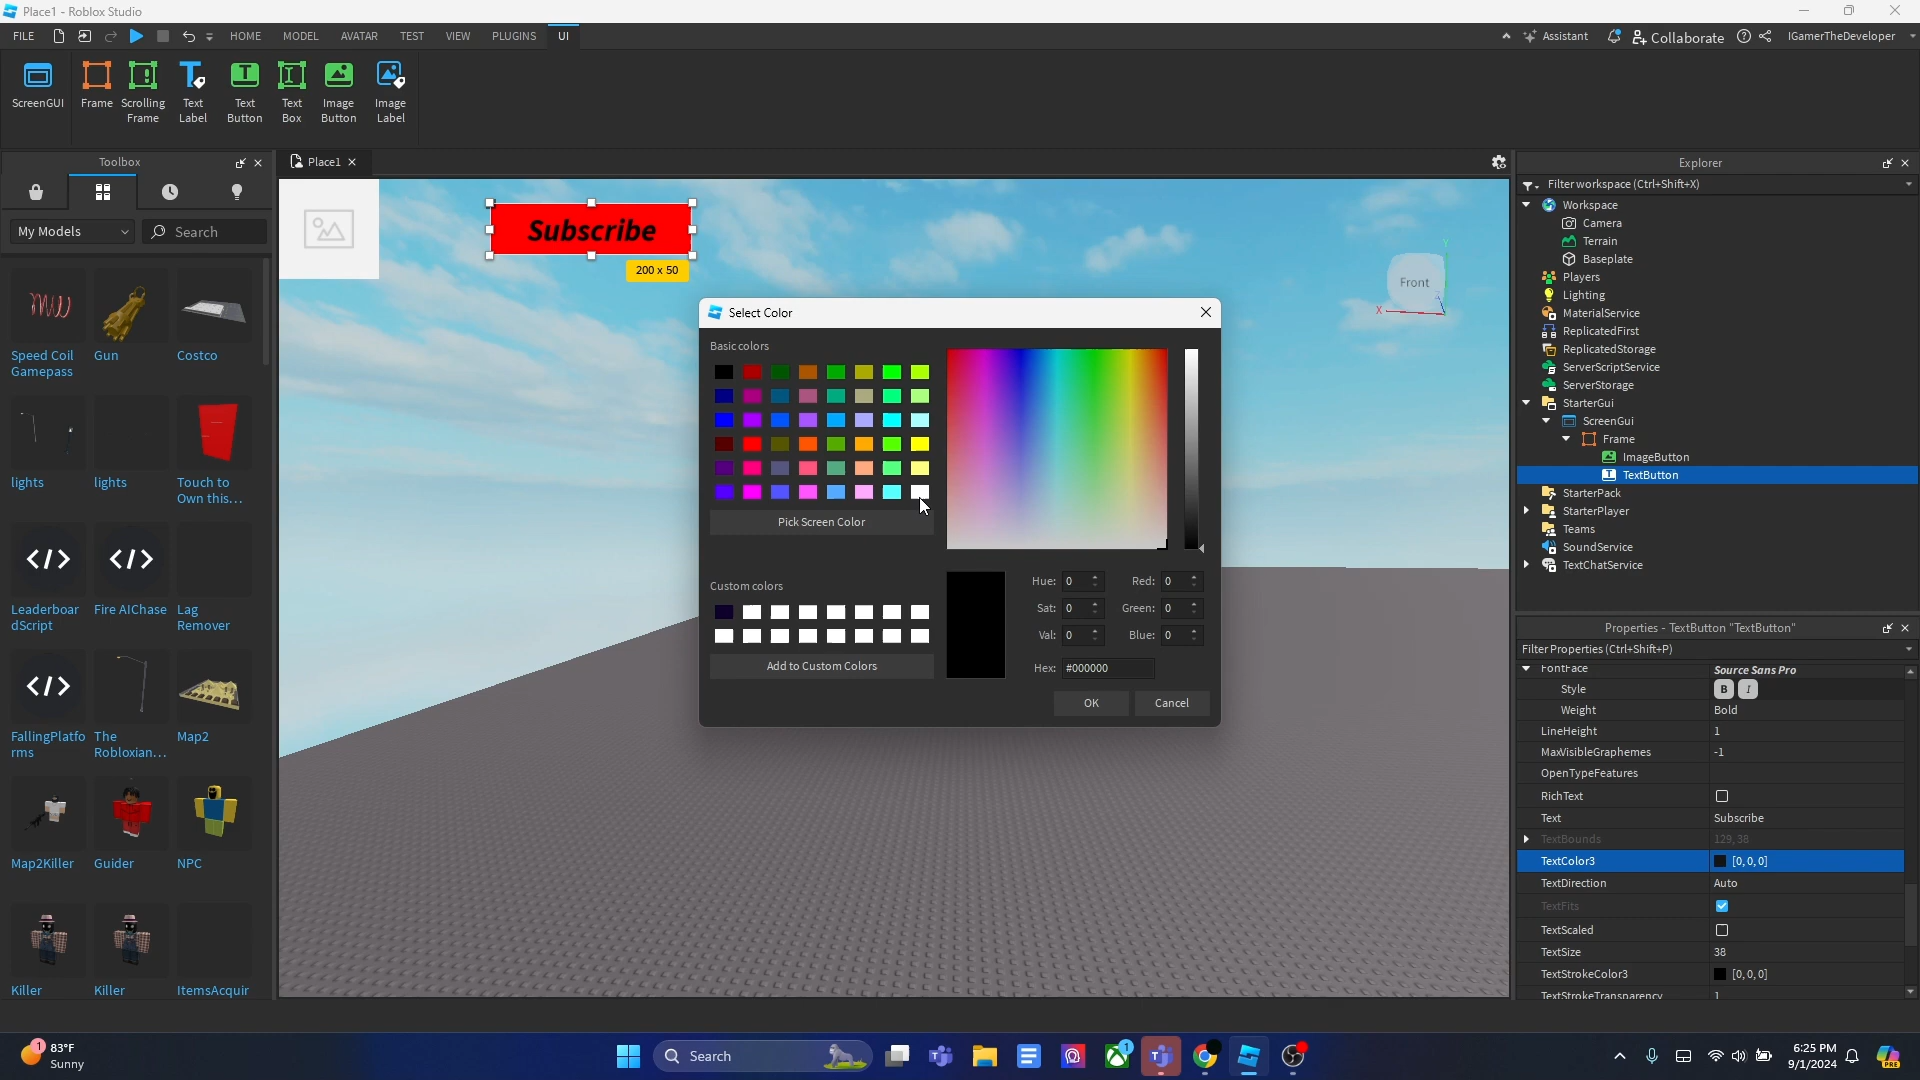 Place1 - Roblox Studio
FILE HOME MODEL AVATAR TEST VIEW PLUGINS UI Assistant Collaborate IGamerTheDeveloper
ScreenGUI Frame Scrolling Frame Text Label Text Button Text Box Image Button Image Label
Toolbox
Place1
My Models
Search
Speed Coil Gamepass
Gun
Costco
lights
lights
Touch to Own this...
Leaderboar dScript
Fire AIChase
Lag Remover
FallingPlatfo rms
The Robloxian...
Map2
Map2Killer
Guider
NPC
Killer
Killer
ItemsAcquir
Subscribe
200 x 50
Front
X
Y
Select Color
Basic colors
Pick Screen Color
Custom colors
Add to Custom Colors
Hue: 0 Red: 0
Sat: 0 Green: 0
Val: 0 Blue: 0
Hex: #000000
OK Cancel
Explorer
Filter workspace (Ctrl+Shift+X)
Workspace
Camera
Terrain
Baseplate
Players
Lighting
MaterialService
ReplicatedFirst
ReplicatedStorage
ServerScriptService
ServerStorage
StarterGui
ScreenGui
Frame
ImageButton
TextButton
StarterPack
StarterPlayer
Teams
SoundService
TextChatService
Properties - TextButton "TextButton"
Filter Properties (Ctrl+Shift+P)
FontFace Source Sans Pro
Style B I
Weight Bold
LineHeight 1
MaxVisibleGraphemes -1
OpenTypeFeatures
RichText
Text Subscribe
TextBounds 129, 38
TextColor3 [0, 0, 0]
TextDirection Auto
TextFits
TextScaled
TextSize 38
TextStrokeColor3 [0, 0, 0]
TextStrokeTransparency 1
1
83°F
Sunny
Search
1
6:25 PM
9/1/2024
PRE